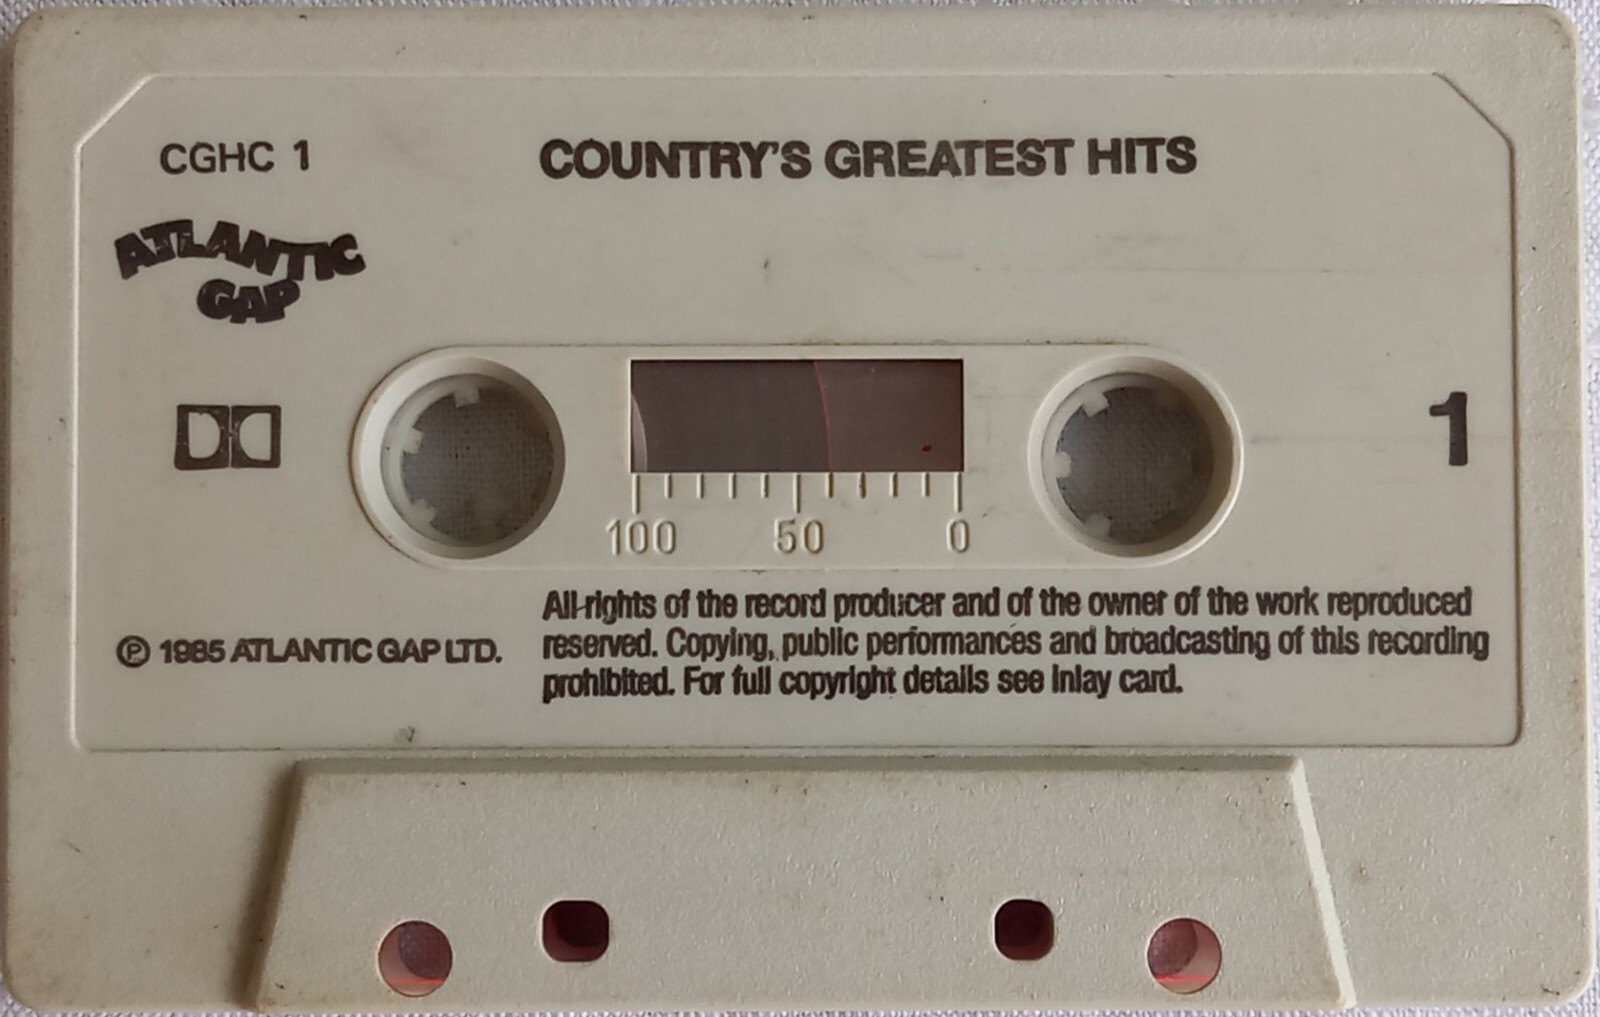 CGHC 1
COUNTRY'S GREATEST HITS
ATLANTIC
GAP
1
100 50 0
℗ 1985 ATLANTIC GAP LTD.
All rights of the record producer and of the owner of the work reproduced
reserved. Copying, public performances and broadcasting of this recording
prohibited. For full copyright details see inlay card.